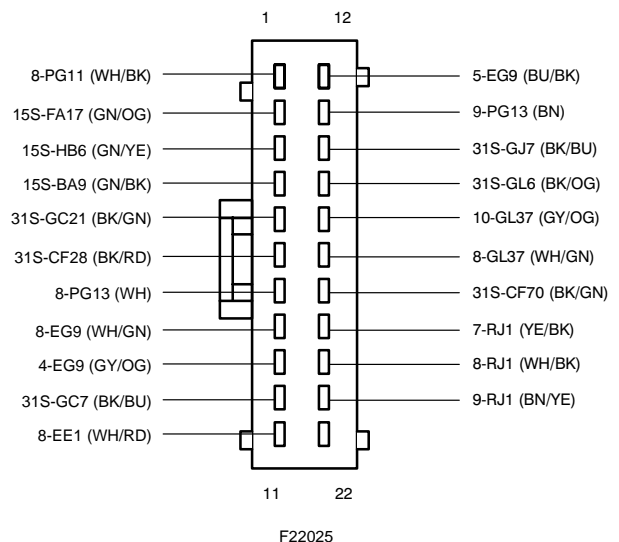 1 12
8-PG11 (WH/BK) 5-EG9 (BU/BK)
15S-FA17 (GN/OG) 9-PG13 (BN)
15S-HB6 (GN/YE) 31S-GJ7 (BK/BU)
15S-BA9 (GN/BK) 31S-GL6 (BK/OG)
31S-GC21 (BK/GN) 10-GL37 (GY/OG)
31S-CF28 (BK/RD) 8-GL37 (WH/GN)
8-PG13 (WH) 31S-CF70 (BK/GN)
8-EG9 (WH/GN) 7-RJ1 (YE/BK)
4-EG9 (GY/OG) 8-RJ1 (WH/BK)
31S-GC7 (BK/BU) 9-RJ1 (BN/YE)
8-EE1 (WH/RD)
11 22
F22025